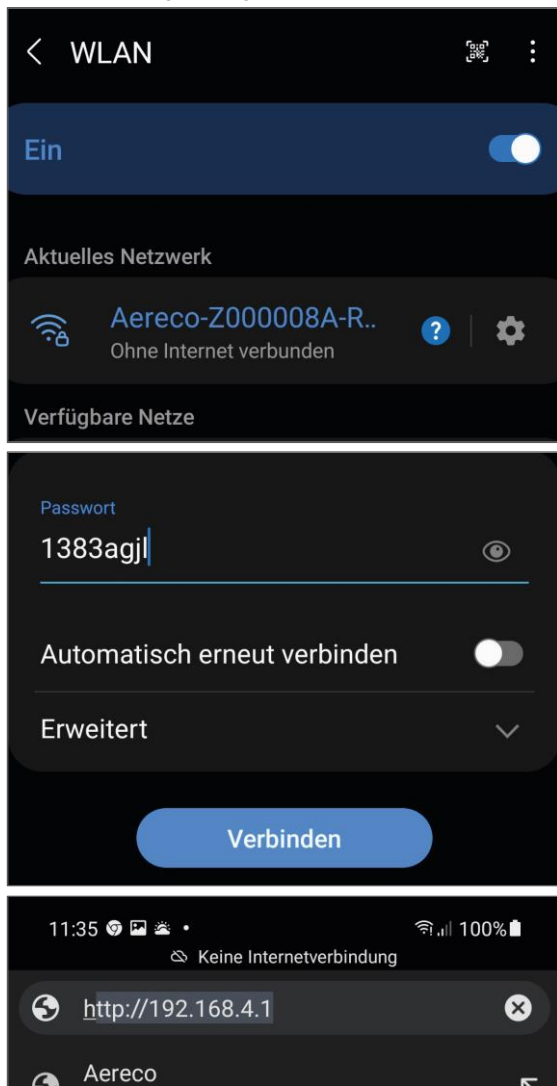 WLAN
Ein
Aktuelles Netzwerk
Aereco-Z000008A-R..
Ohne Internet verbunden
Verfügbare Netze
Passwort
1383agjl
Automatisch erneut verbinden
Erweitert
Verbinden
11:35 100%
Keine Internetverbindung
http://192.168.4.1
Aereco